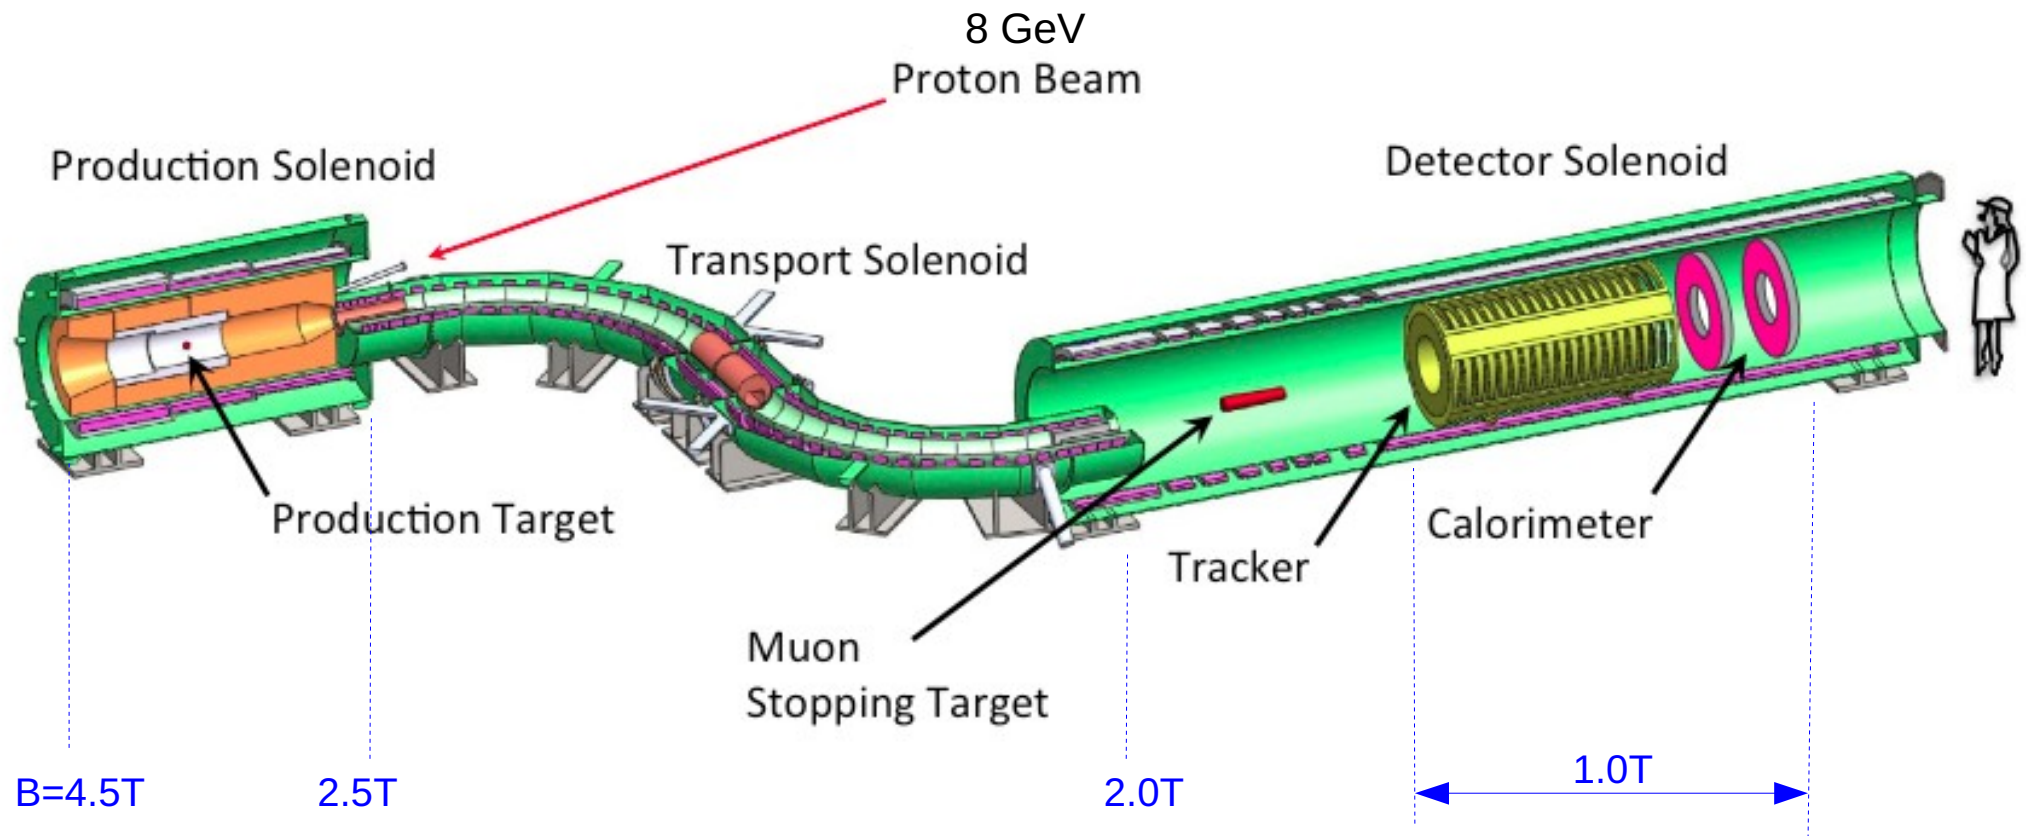 8 GeV
Proton Beam
Production Solenoid
Detector Solenoid
Transport Solenoid
Production Target
Calorimeter
Tracker
Muon
Stopping Target
B=4.5T
2.5T
2.0T
1.0T